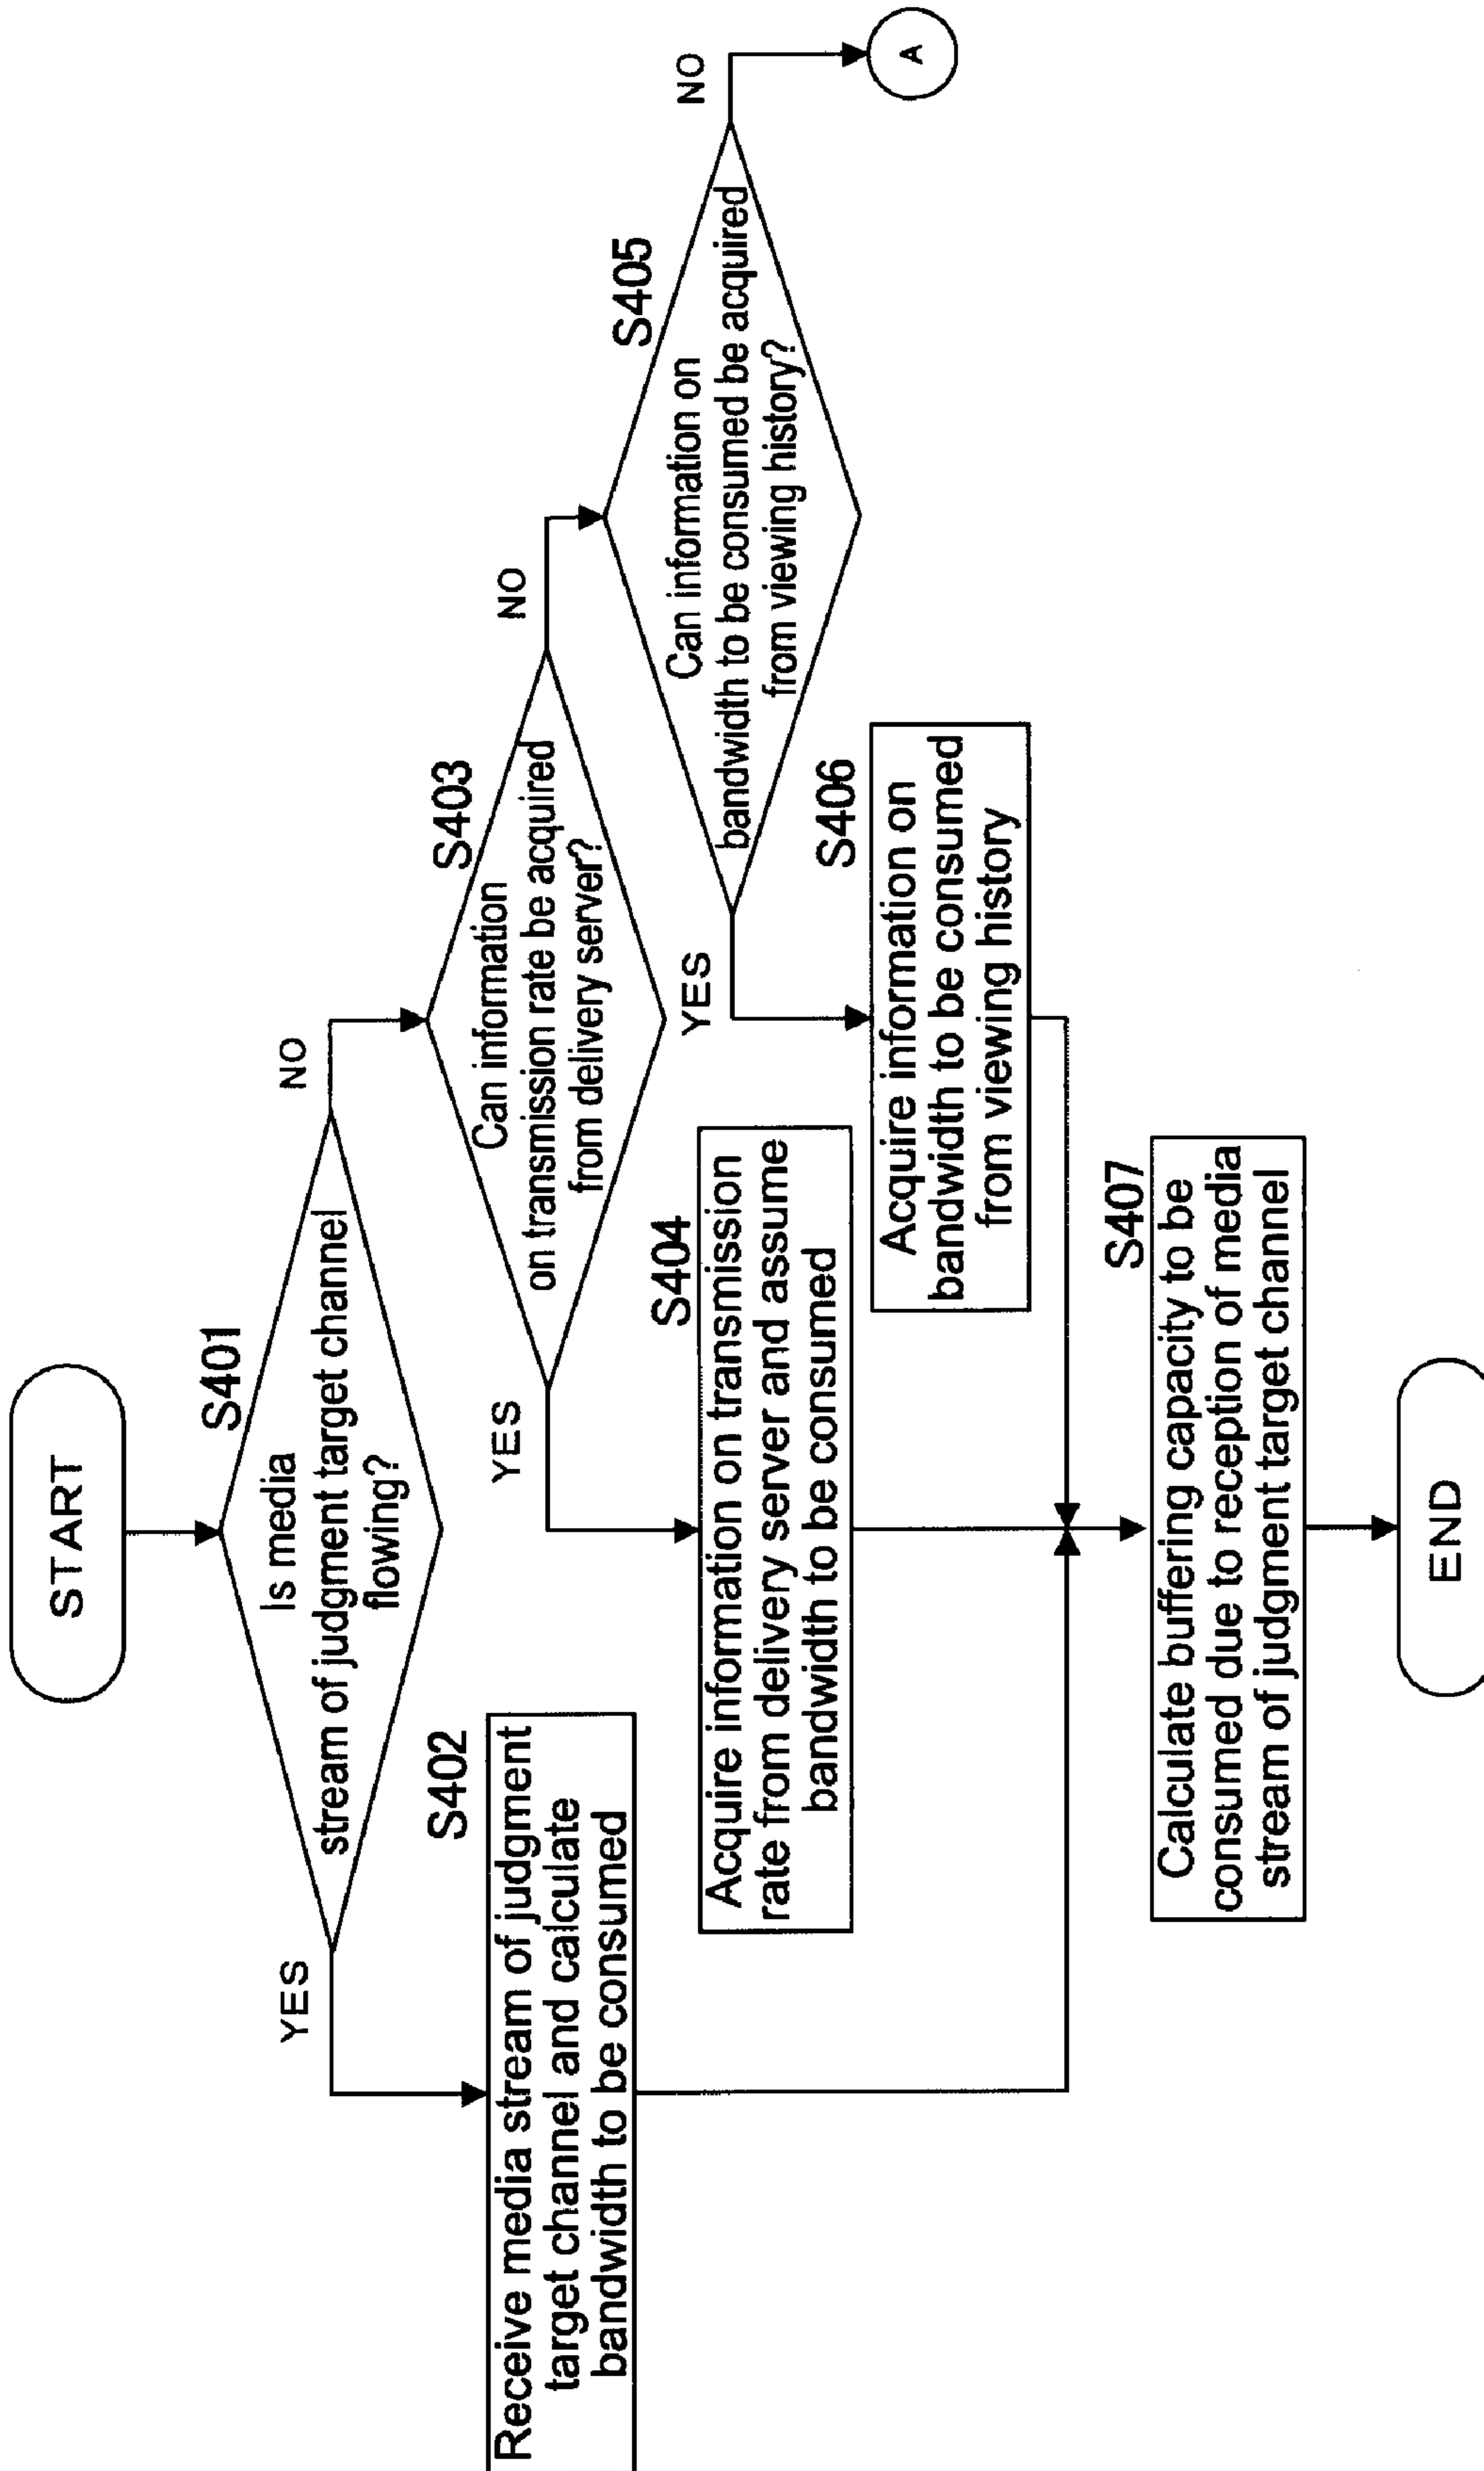 START
S401
Is media
stream of judgment target channel
flowing?
YES
NO
S402
Receive media stream of judgment
target channel and calculate
bandwidth to be consumed
S403
Can information
on transmission rate be acquired
from delivery server?
YES
NO
S404
Acquire information on transmission
rate from delivery server and assume
bandwidth to be consumed
S405
Can information on
bandwidth to be consumed be acquired
from viewing history?
YES
NO
A
S406
Acquire information on
bandwidth to be consumed
from viewing history
S407
Calculate buffering capacity to be
consumed due to reception of media
stream of judgment target channel
END